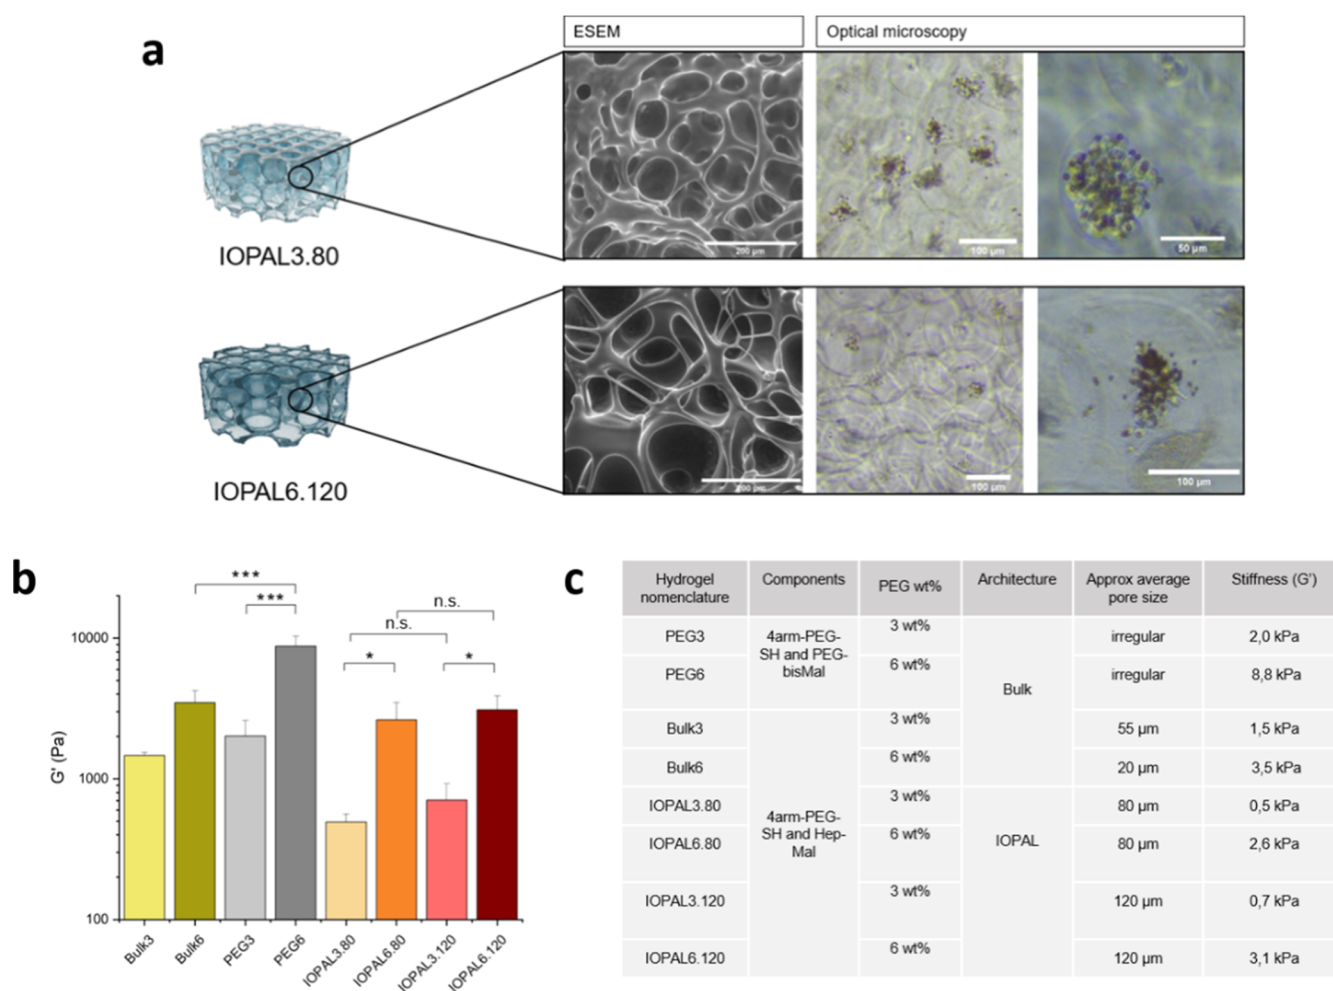 a
ESEM
Optical microscopy
IOPAL3.80
200 µm
100 µm
50 µm
IOPAL6.120
200 µm
100 µm
100 µm
b
***
***
n.s.
n.s.
*
*
10000
1000
100
G' (Pa)
Bulk3
Bulk6
PEG3
PEG6
IOPAL3.80
IOPAL6.80
IOPAL3.120
IOPAL6.120
c
Hydrogel
nomenclature
Components
PEG wt%
Architecture
Approx average
pore size
Stiffness (G')
PEG3
4arm-PEG-
SH and PEG-
bisMal
3 wt%
Bulk
irregular
2,0 kPa
PEG6
6 wt%
irregular
8,8 kPa
Bulk3
4arm-PEG-
SH and Hep-
Mal
3 wt%
55 µm
1,5 kPa
Bulk6
6 wt%
20 µm
3,5 kPa
IOPAL3.80
3 wt%
IOPAL
80 µm
0,5 kPa
IOPAL6.80
6 wt%
80 µm
2,6 kPa
IOPAL3.120
3 wt%
120 µm
0,7 kPa
IOPAL6.120
6 wt%
120 µm
3,1 kPa